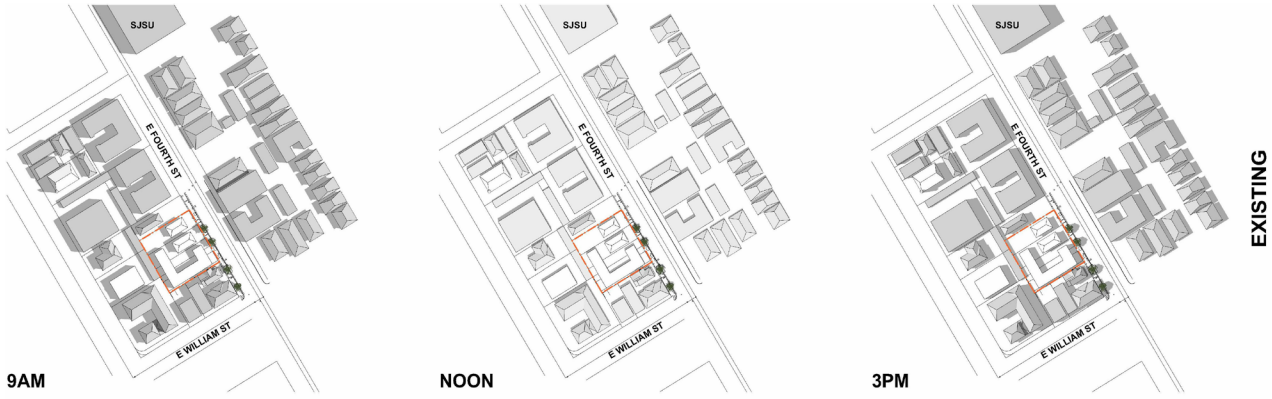 SJSU
E FOURTH ST
E WILLIAM ST
9AM
SJSU
E FOURTH ST
E WILLIAM ST
NOON
SJSU
E FOURTH ST
E WILLIAM ST
3PM
EXISTING